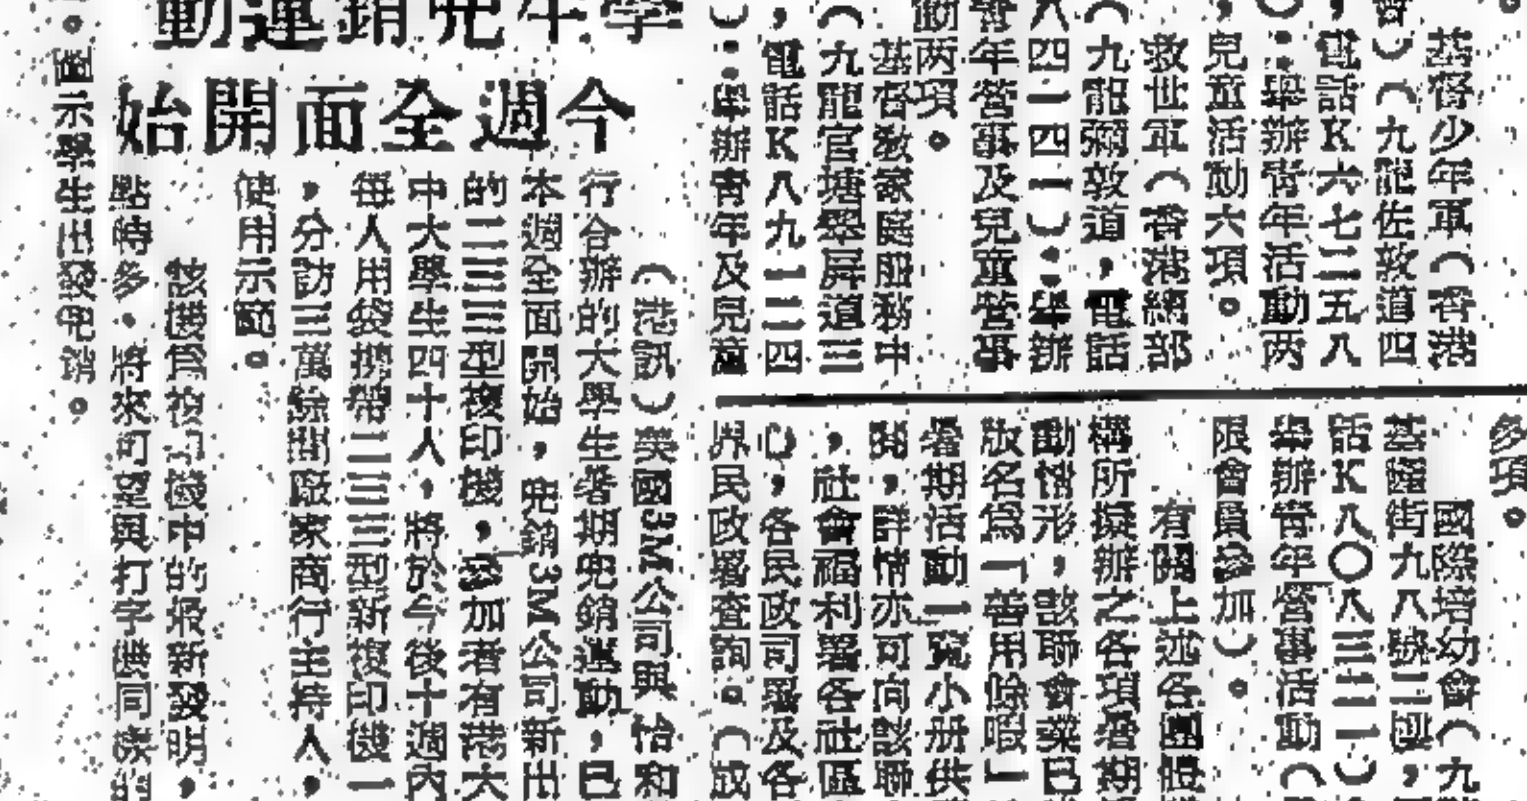 多項。
基督少年軍（香港
會）（九龍佐敦道四
，電話K六七二五八
：舉辦青年活動两
兒童活動六項。
救世軍（香港總部
（九龍彌敦道，電話
八四一四一）：舉辦
青年營事及兒童營事
動两項。
基督教家庭服務中
（九龍官塘翠屏道三
，電話K八九一二四
）：舉辦青年及兒童
國際培幼會（九
基隆街九八號二樓，
話K八〇八三二一）
舉辦青年營事活動（
限會員參加）。
有關上述各團體
構所擬辦之各項暑期
動情形，該聯會業已
版名爲「善用餘暇」
暑期活動一覽小册供
閱，詳情亦可向該聯
，社會福利署各社區
，各民政司署及各
界民政署查詢。（成
學生兜銷運動
今週全面開始
（港訊）英國3M公司與怡和
行合辦的大學生暑期兜銷運動，已
本週全面開始，兜銷3M公司新出
的二三三型複印機，參加者有港大
中大學生四十人，將於今後十週內
每人用袋攜帶二三三型新複印機一
，分訪三萬餘間廠家商行主持人，
使用示範。
該機爲複印機中的最新發明，
點時多，將來可望與打字機同樣的
。圖示學生出發兜銷。